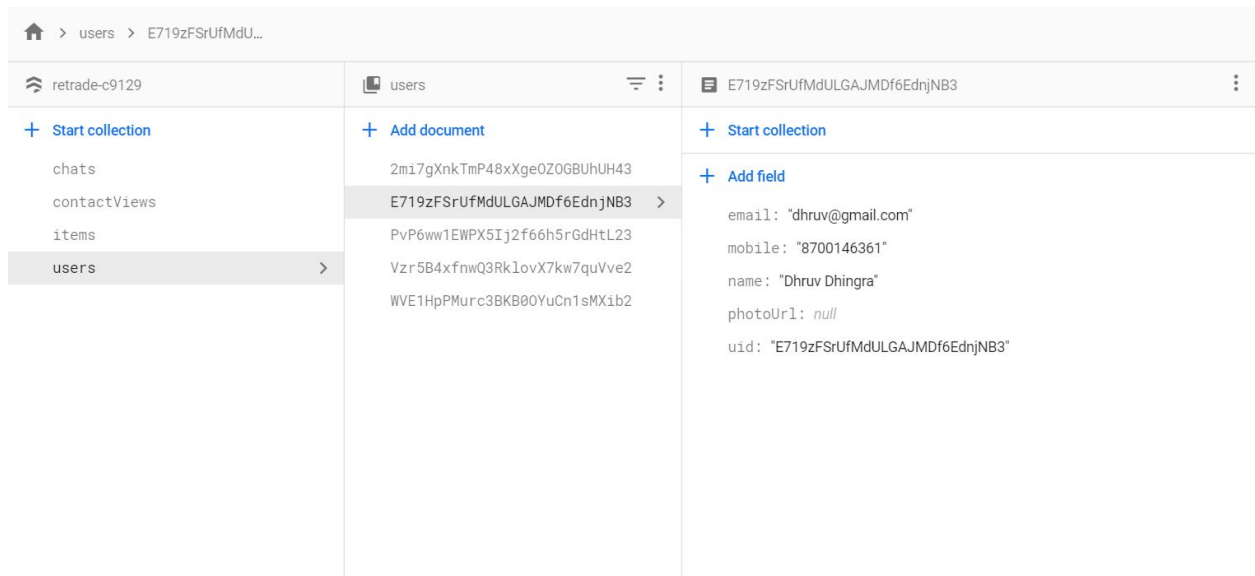 users > E719zFSrUfMdU...
retrade-c9129
+ Start collection
chats
contactViews
items
users
users
+ Add document
2mi7gXnkTmP48xXgeOZOGBUhUH43
E719zFSrUfMdULGAJMDf6EdnjNB3
PvP6ww1EWPX5Ij2f66h5rGdHtL23
Vzr5B4xfnwQ3RklovX7kw7quVve2
WVE1HpPMurc3BKB0OYuCn1sMXib2
E719zFSrUfMdULGAJMDf6EdnjNB3
+ Start collection
+ Add field
email: "dhruv@gmail.com"
mobile: "8700146361"
name: "Dhruv Dhingra"
photoUrl: null
uid: "E719zFSrUfMdULGAJMDf6EdnjNB3"